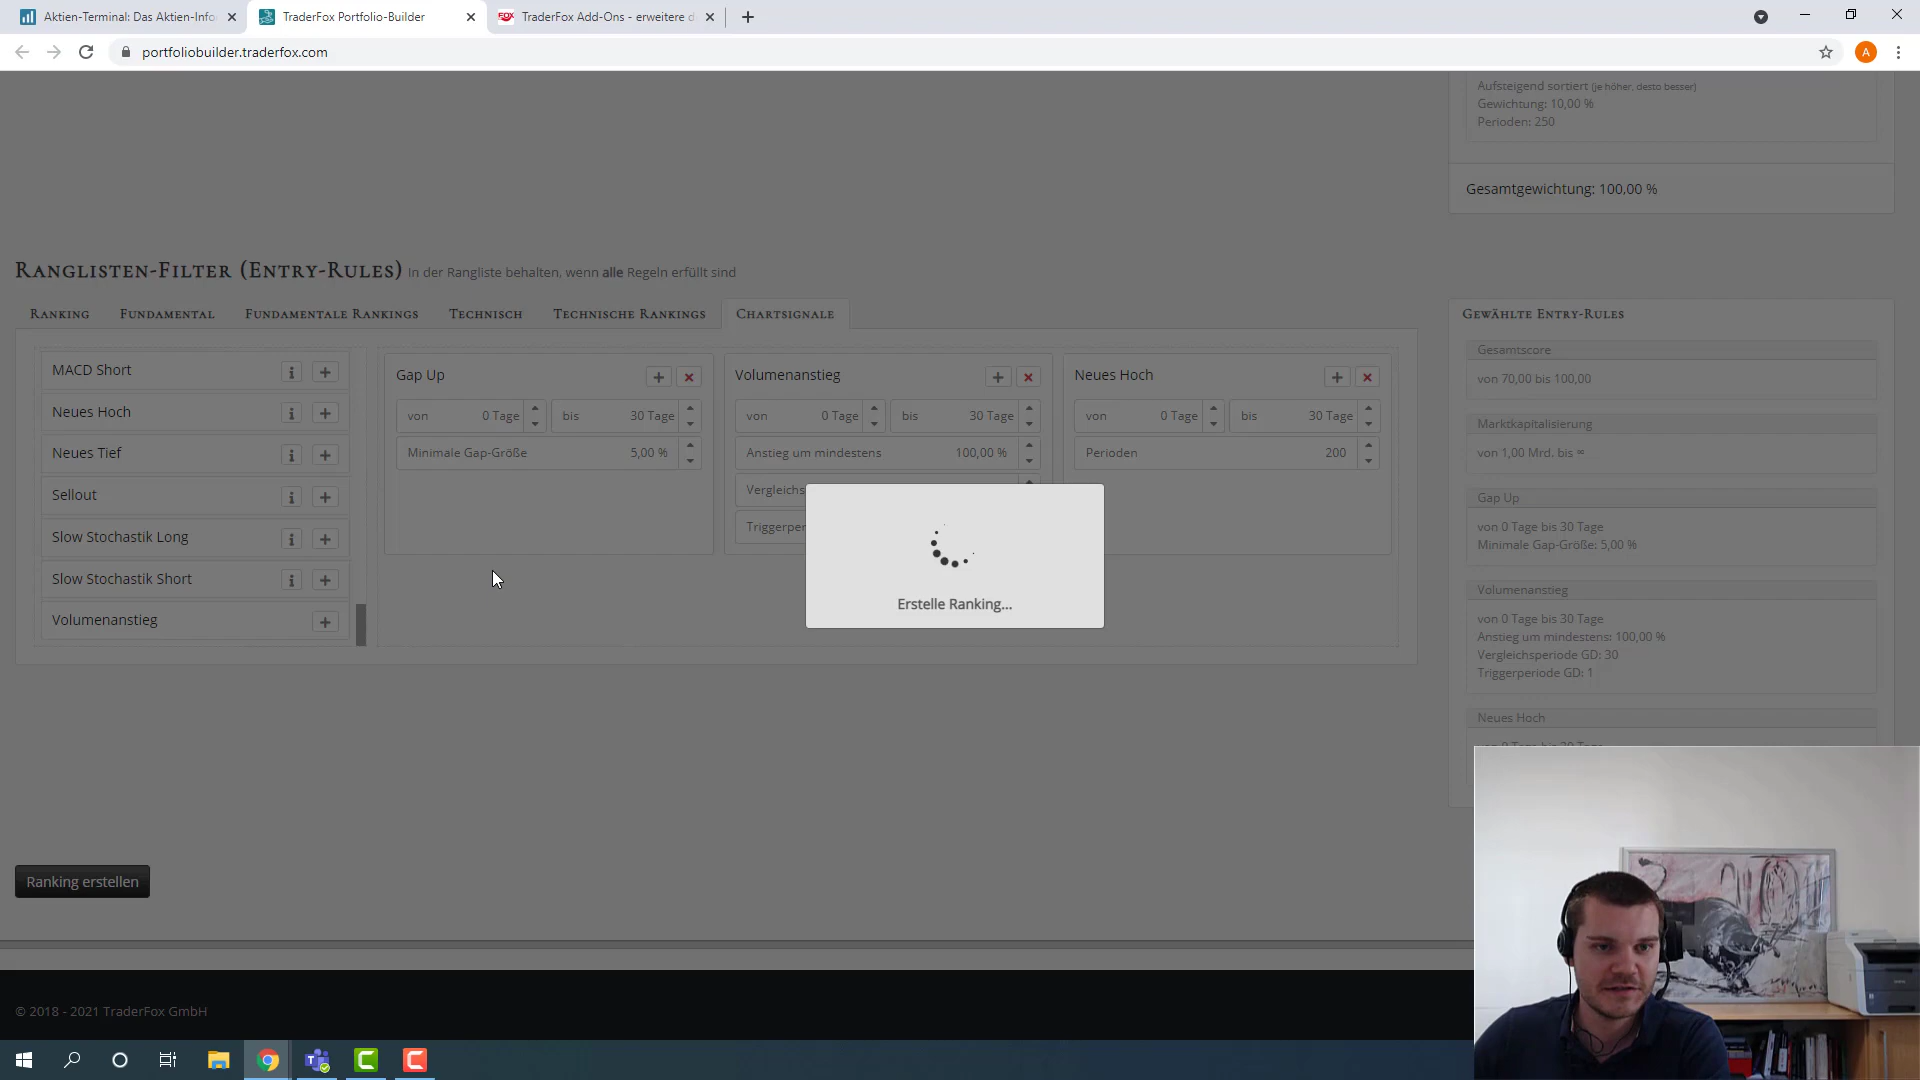 Aktien-Terminal: Das Aktien-Info
TraderFox Portfolio-Builder
TraderFox Add-Ons - erweitere d
portfoliobuilder.traderfox.com
A
Aufsteigend sortiert (je höher, desto besser)
Gewichtung: 10,00 %
Perioden: 250
Gesamtgewichtung: 100,00 %
Ranglisten-Filter (Entry-Rules) In der Rangliste behalten, wenn alle Regeln erfüllt sind
Ranking Fundamental Fundamentale Rankings Technisch Technische Rankings Chartsignale
MACD Short
Neues Hoch
Neues Tief
Sellout
Slow Stochastik Long
Slow Stochastik Short
Volumenanstieg
Gap Up
von 0 Tage bis 30 Tage
Minimale Gap-Größe 5,00 %
Volumenanstieg
von 0 Tage bis 30 Tage
Anstieg um mindestens 100,00 %
Vergleichs
Triggerper
Neues Hoch
von 0 Tage bis 30 Tage
Perioden 200
Erstelle Ranking...
Gewählte Entry-Rules
Gesamtscore
von 70,00 bis 100,00
Marktkapitalisierung
von 1,00 Mrd. bis ∞
Gap Up
von 0 Tage bis 30 Tage
Minimale Gap-Größe: 5,00 %
Volumenanstieg
von 0 Tage bis 30 Tage
Anstieg um mindestens: 100,00 %
Vergleichsperiode GD: 30
Triggerperiode GD: 1
Neues Hoch
Ranking erstellen
© 2018 - 2021 TraderFox GmbH